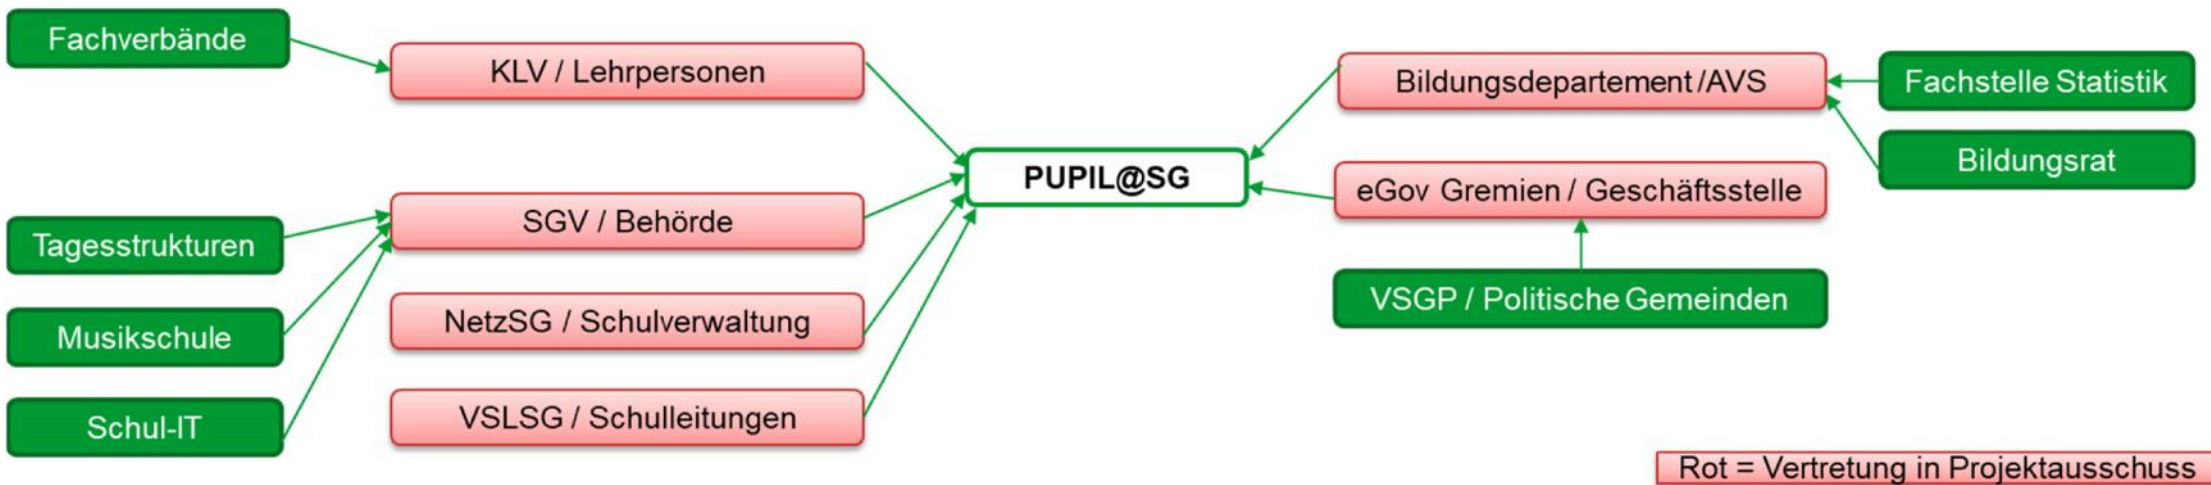 Fachverbände
KLV / Lehrpersonen
Bildungsdepartement /AVS
Fachstelle Statistik
PUPIL@SG
Bildungsrat
eGov Gremien / Geschäftsstelle
SGV / Behörde
Tagesstrukturen
VSGP / Politische Gemeinden
NetzSG / Schulverwaltung
Musikschule
VSLSG / Schulleitungen
Schul-IT
Rot = Vertretung in Projektausschuss